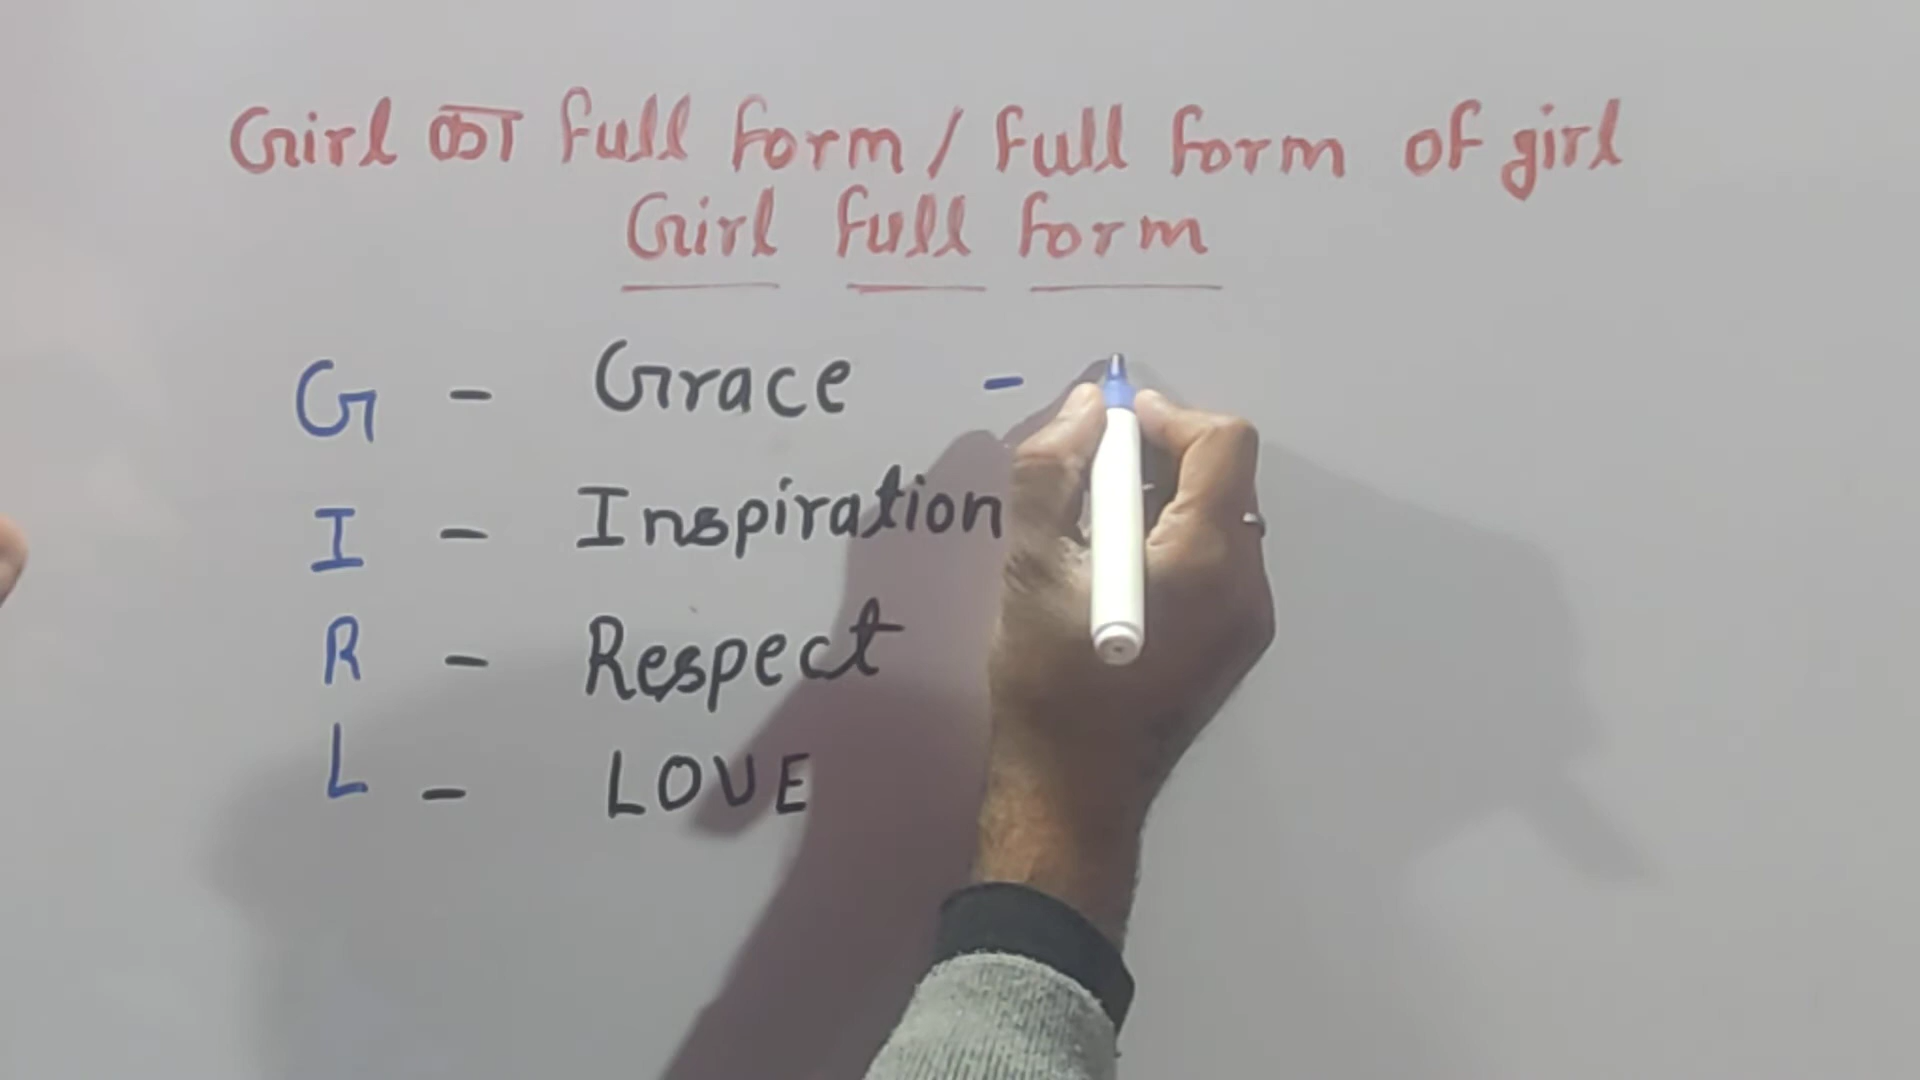 Girl का full form / full form of girl
Girl full form
G - Grace -
I - Inspiration
R - Respect
L - LOVE